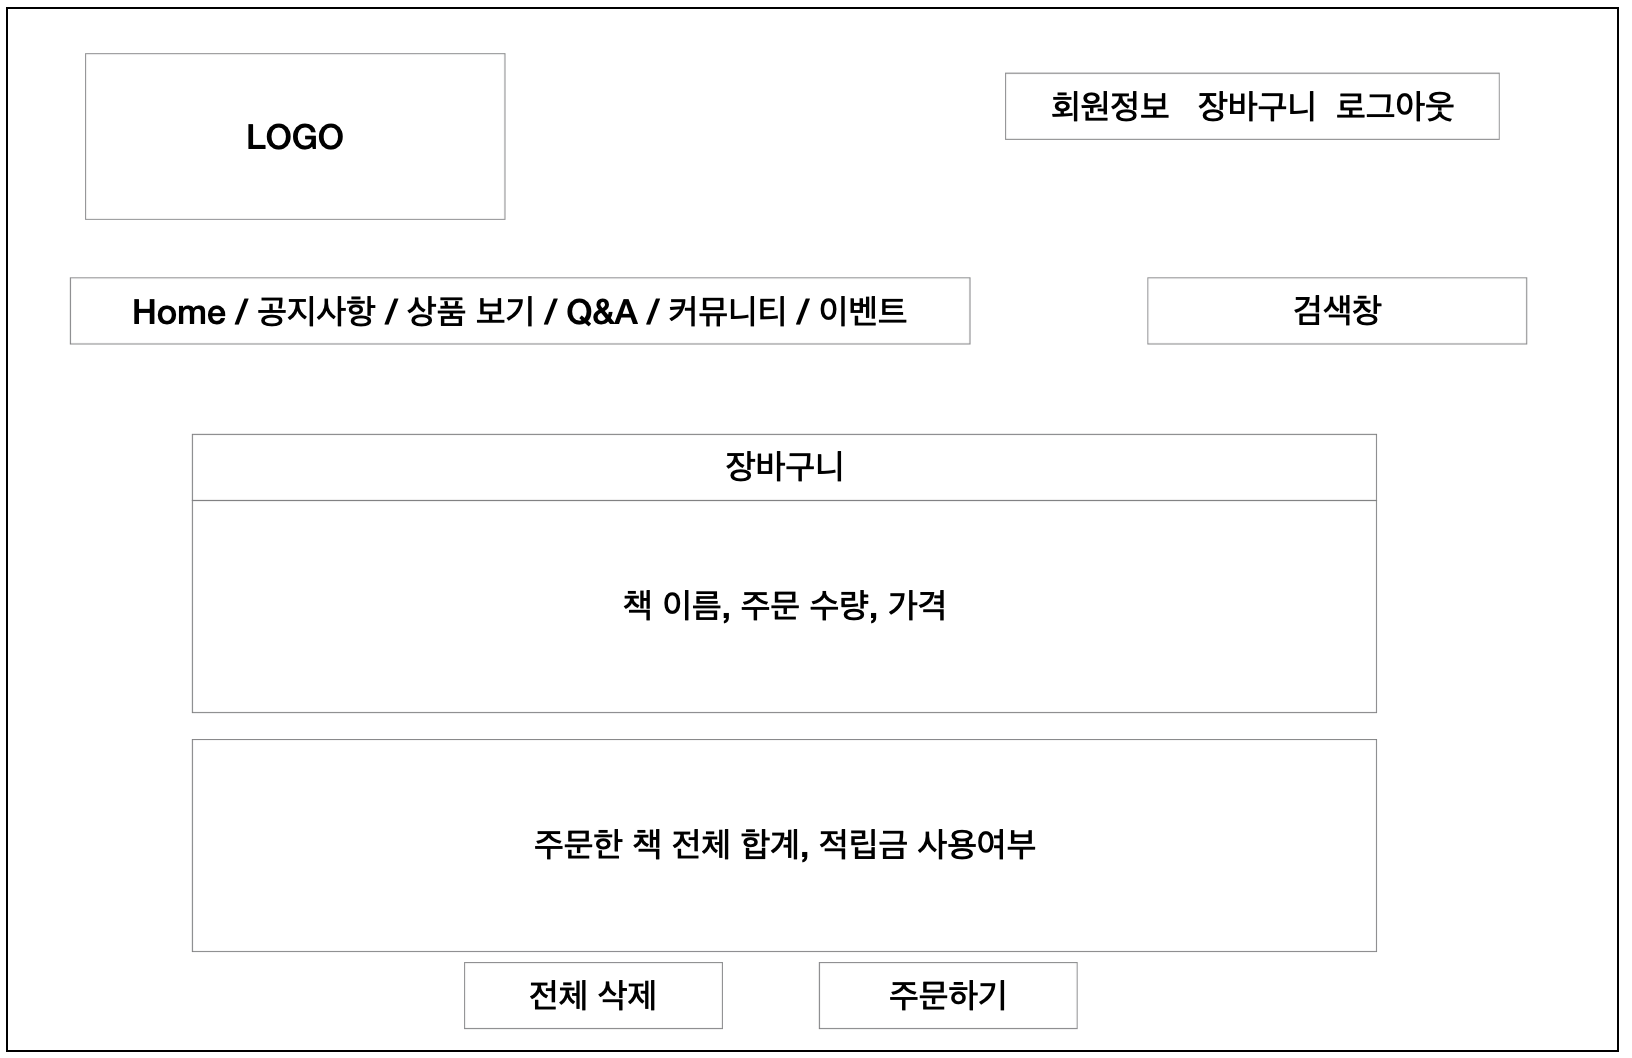 LOGO
회원정보 장바구니 로그아웃
Home / 공지사항 / 상품 보기 / Q&A / 커뮤니티 / 이벤트
검색창
장바구니
책 이름, 주문 수량, 가격
주문한 책 전체 합계, 적립금 사용여부
전체 삭제
주문하기